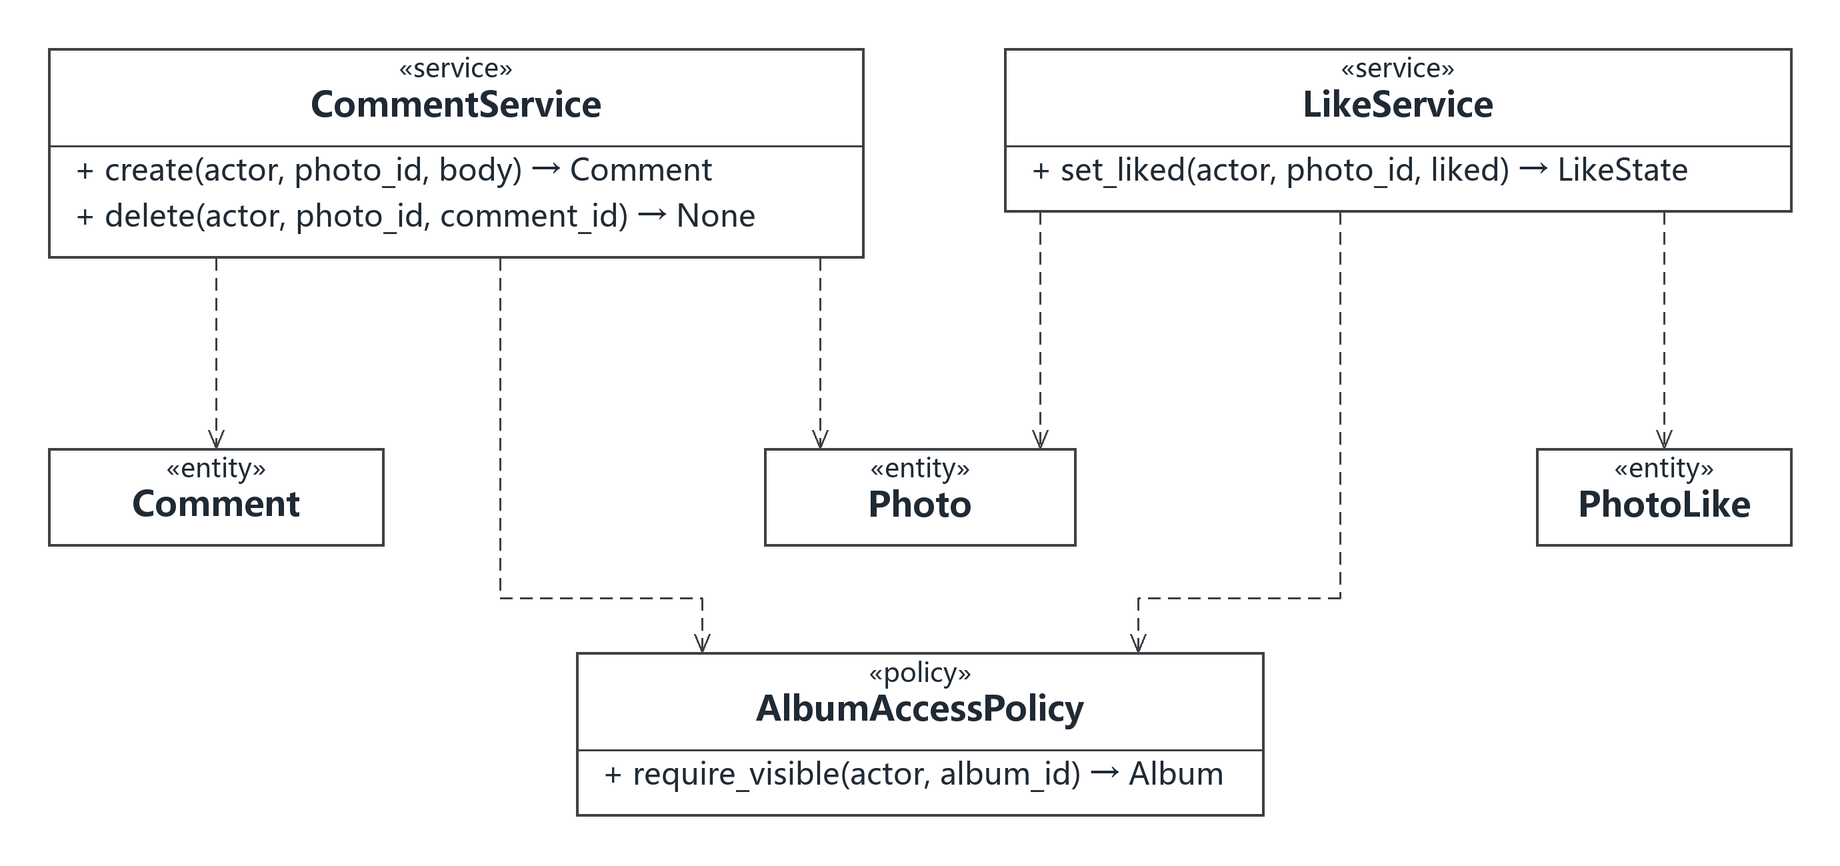 «service»
CommentService
+ create(actor, photo_id, body) → Comment
+ delete(actor, photo_id, comment_id) → None
«service»
LikeService
+ set_liked(actor, photo_id, liked) → LikeState
«entity»
Comment
«entity»
Photo
«entity»
PhotoLike
«policy»
AlbumAccessPolicy
+ require_visible(actor, album_id) → Album